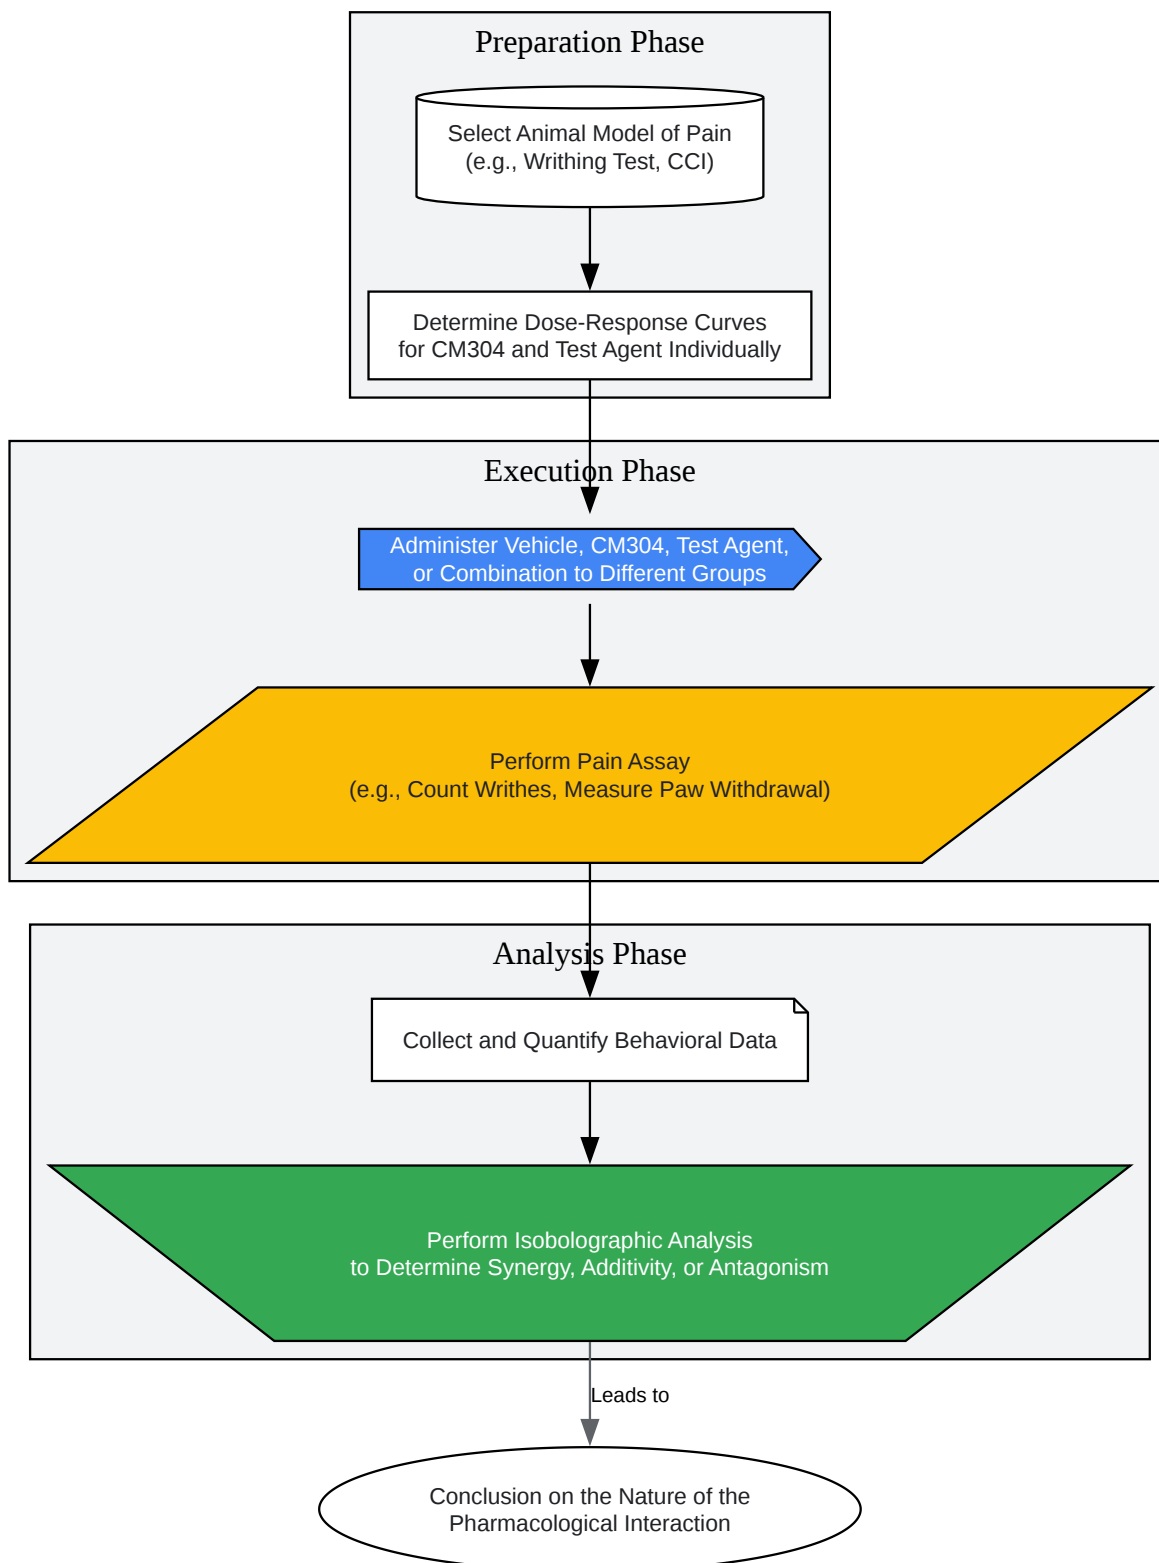 Preparation Phase
Select Animal Model of Pain
(e.g., Writhing Test, CCI)
Determine Dose-Response Curves
for CM304 and Test Agent Individually
Execution Phase
Administer Vehicle, CM304, Test Agent,
or Combination to Different Groups
Perform Pain Assay
(e.g., Count Writhes, Measure Paw Withdrawal)
Analysis Phase
Collect and Quantify Behavioral Data
Perform Isobolographic Analysis
to Determine Synergy, Additivity, or Antagonism
Leads to
Conclusion on the Nature of the
Pharmacological Interaction